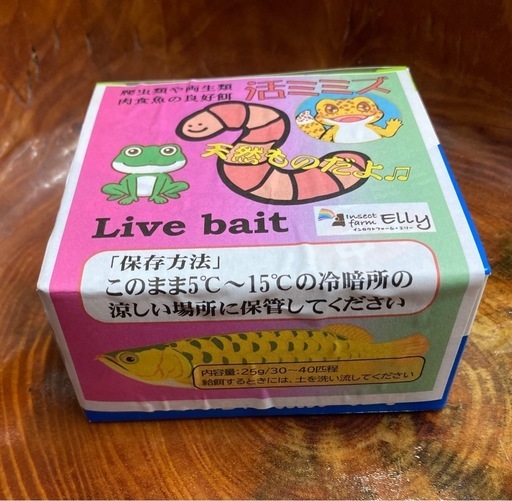 爬虫類や両生類
肉食魚の良好餌
活ミミズ
天然ものだよ♫
Live bait
Insect
farm Elly
インセクトファーム・エリー
「保存方法」
このまま5℃～15℃の冷暗所の
涼しい場所に保管してください
内容量:25g/30～40匹程
給餌するときには、土を洗い流してください